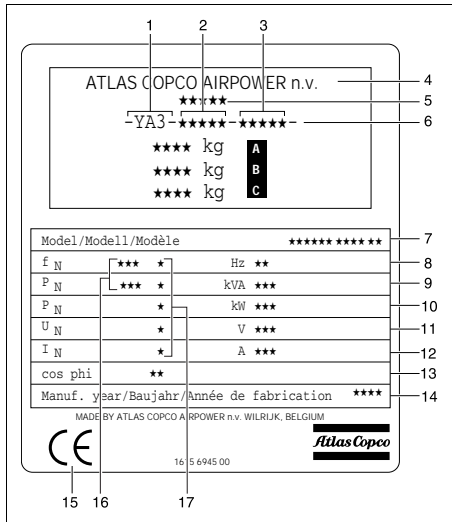 1 2 3
ATLAS COPCO AIRPOWER n.v. 4
★★★★★ 5
-YA3-★★★★★-★★★★★- 6
★★★★ kg A
★★★★ kg B
★★★★ kg C
Model/Modell/Modèle ★★★★★★ ★★★★ ★★ 7
f N ★★★ ★ Hz ★★ 8
P N ★★★ ★ kVA ★★★ 9
P N ★ kW ★★★ 10
U N ★ V ★★★ 11
I N ★ A ★★★ 12
cos phi ★★ 13
Manuf. year/Baujahr/Année de fabrication ★★★★ 14
MADE BY ATLAS COPCO AIRPOWER n.v. WILRIJK, BELGIUM
CE Atlas Copco
1615 6945 00
15 16 17